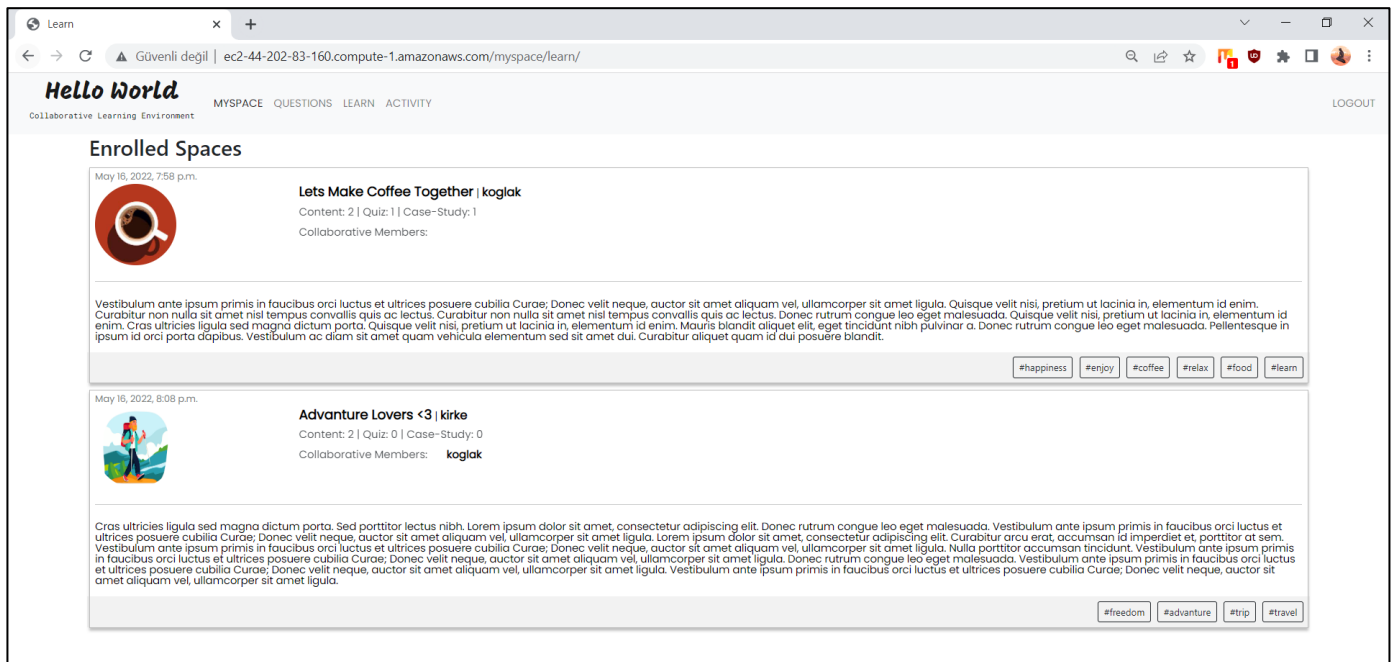 Learn
Güvenli değil | ec2-44-202-83-160.compute-1.amazonaws.com/myspace/learn/
1
Hello World
Collaborative Learning Environment
MYSPACE QUESTIONS LEARN ACTIVITY
LOGOUT
Enrolled Spaces
May 16, 2022, 7:58 p.m.
Lets Make Coffee Together | koglak
Content: 2 | Quiz: 1 | Case-Study: 1
Collaborative Members:
Vestibulum ante ipsum primis in faucibus orci luctus et ultrices posuere cubilia Curae; Donec velit neque, auctor sit amet aliquam vel, ullamcorper sit amet ligula. Quisque velit nisi, pretium ut lacinia in, elementum id enim.
Curabitur non nulla sit amet nisl tempus convallis quis ac lectus. Curabitur non nulla sit amet nisl tempus convallis quis ac lectus. Donec rutrum congue leo eget malesuada. Quisque velit nisi, pretium ut lacinia in, elementum id
enim. Cras ultricies ligula sed magna dictum porta. Quisque velit nisi, pretium ut lacinia in, elementum id enim. Mauris blandit aliquet elit, eget tincidunt nibh pulvinar a. Donec rutrum congue leo eget malesuada. Pellentesque in
ipsum id orci porta dapibus. Vestibulum ac diam sit amet quam vehicula elementum sed sit amet dui. Curabitur aliquet quam id dui posuere blandit.
#happiness #enjoy #coffee #relax #food #learn
May 16, 2022, 8:08 p.m.
Advanture Lovers <3 | kirke
Content: 2 | Quiz: 0 | Case-Study: 0
Collaborative Members: koglak
Cras ultricies ligula sed magna dictum porta. Sed porttitor lectus nibh. Lorem ipsum dolor sit amet, consectetur adipiscing elit. Donec rutrum congue leo eget malesuada. Vestibulum ante ipsum primis in faucibus orci luctus et
ultrices posuere cubilia Curae; Donec velit neque, auctor sit amet aliquam vel, ullamcorper sit amet ligula. Lorem ipsum dolor sit amet, consectetur adipiscing elit. Curabitur arcu erat, accumsan id imperdiet et, porttitor at sem.
Vestibulum ante ipsum primis in faucibus orci luctus et ultrices posuere cubilia Curae; Donec velit neque, auctor sit amet aliquam vel, ullamcorper sit amet ligula. Nulla porttitor accumsan tincidunt. Vestibulum ante ipsum primis
in faucibus orci luctus et ultrices posuere cubilia Curae; Donec velit neque, auctor sit amet aliquam vel, ullamcorper sit amet ligula. Donec rutrum congue leo eget malesuada. Vestibulum ante ipsum primis in faucibus orci luctus
et ultrices posuere cubilia Curae; Donec velit neque, auctor sit amet aliquam vel, ullamcorper sit amet ligula. Vestibulum ante ipsum primis in faucibus orci luctus et ultrices posuere cubilia Curae; Donec velit neque, auctor sit
amet aliquam vel, ullamcorper sit amet ligula.
#freedom #advanture #trip #travel